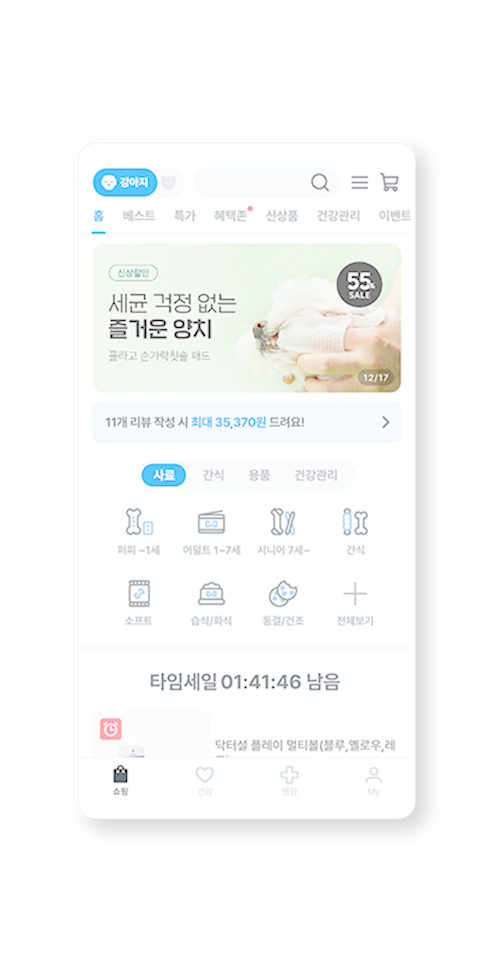 강아지
홈 베스트 특가 혜택존 신상품 건강관리 이벤트
신상할인
세균 걱정 없는
즐거운 양치
플라고 손가락칫솔 패드
55%
SALE
12/17
11개 리뷰 작성 시 최대 35,370원 드려요!
사료 간식 용품 건강관리
퍼피 ~1세 어덜트 1~7세 시니어 7세~ 간식
소프트 습식/화식 동결/건조 전체보기
타임세일 01:41:46 남음
닥터설 플레이 멀티볼(블루,옐로우,레
쇼핑 건강 병원 My